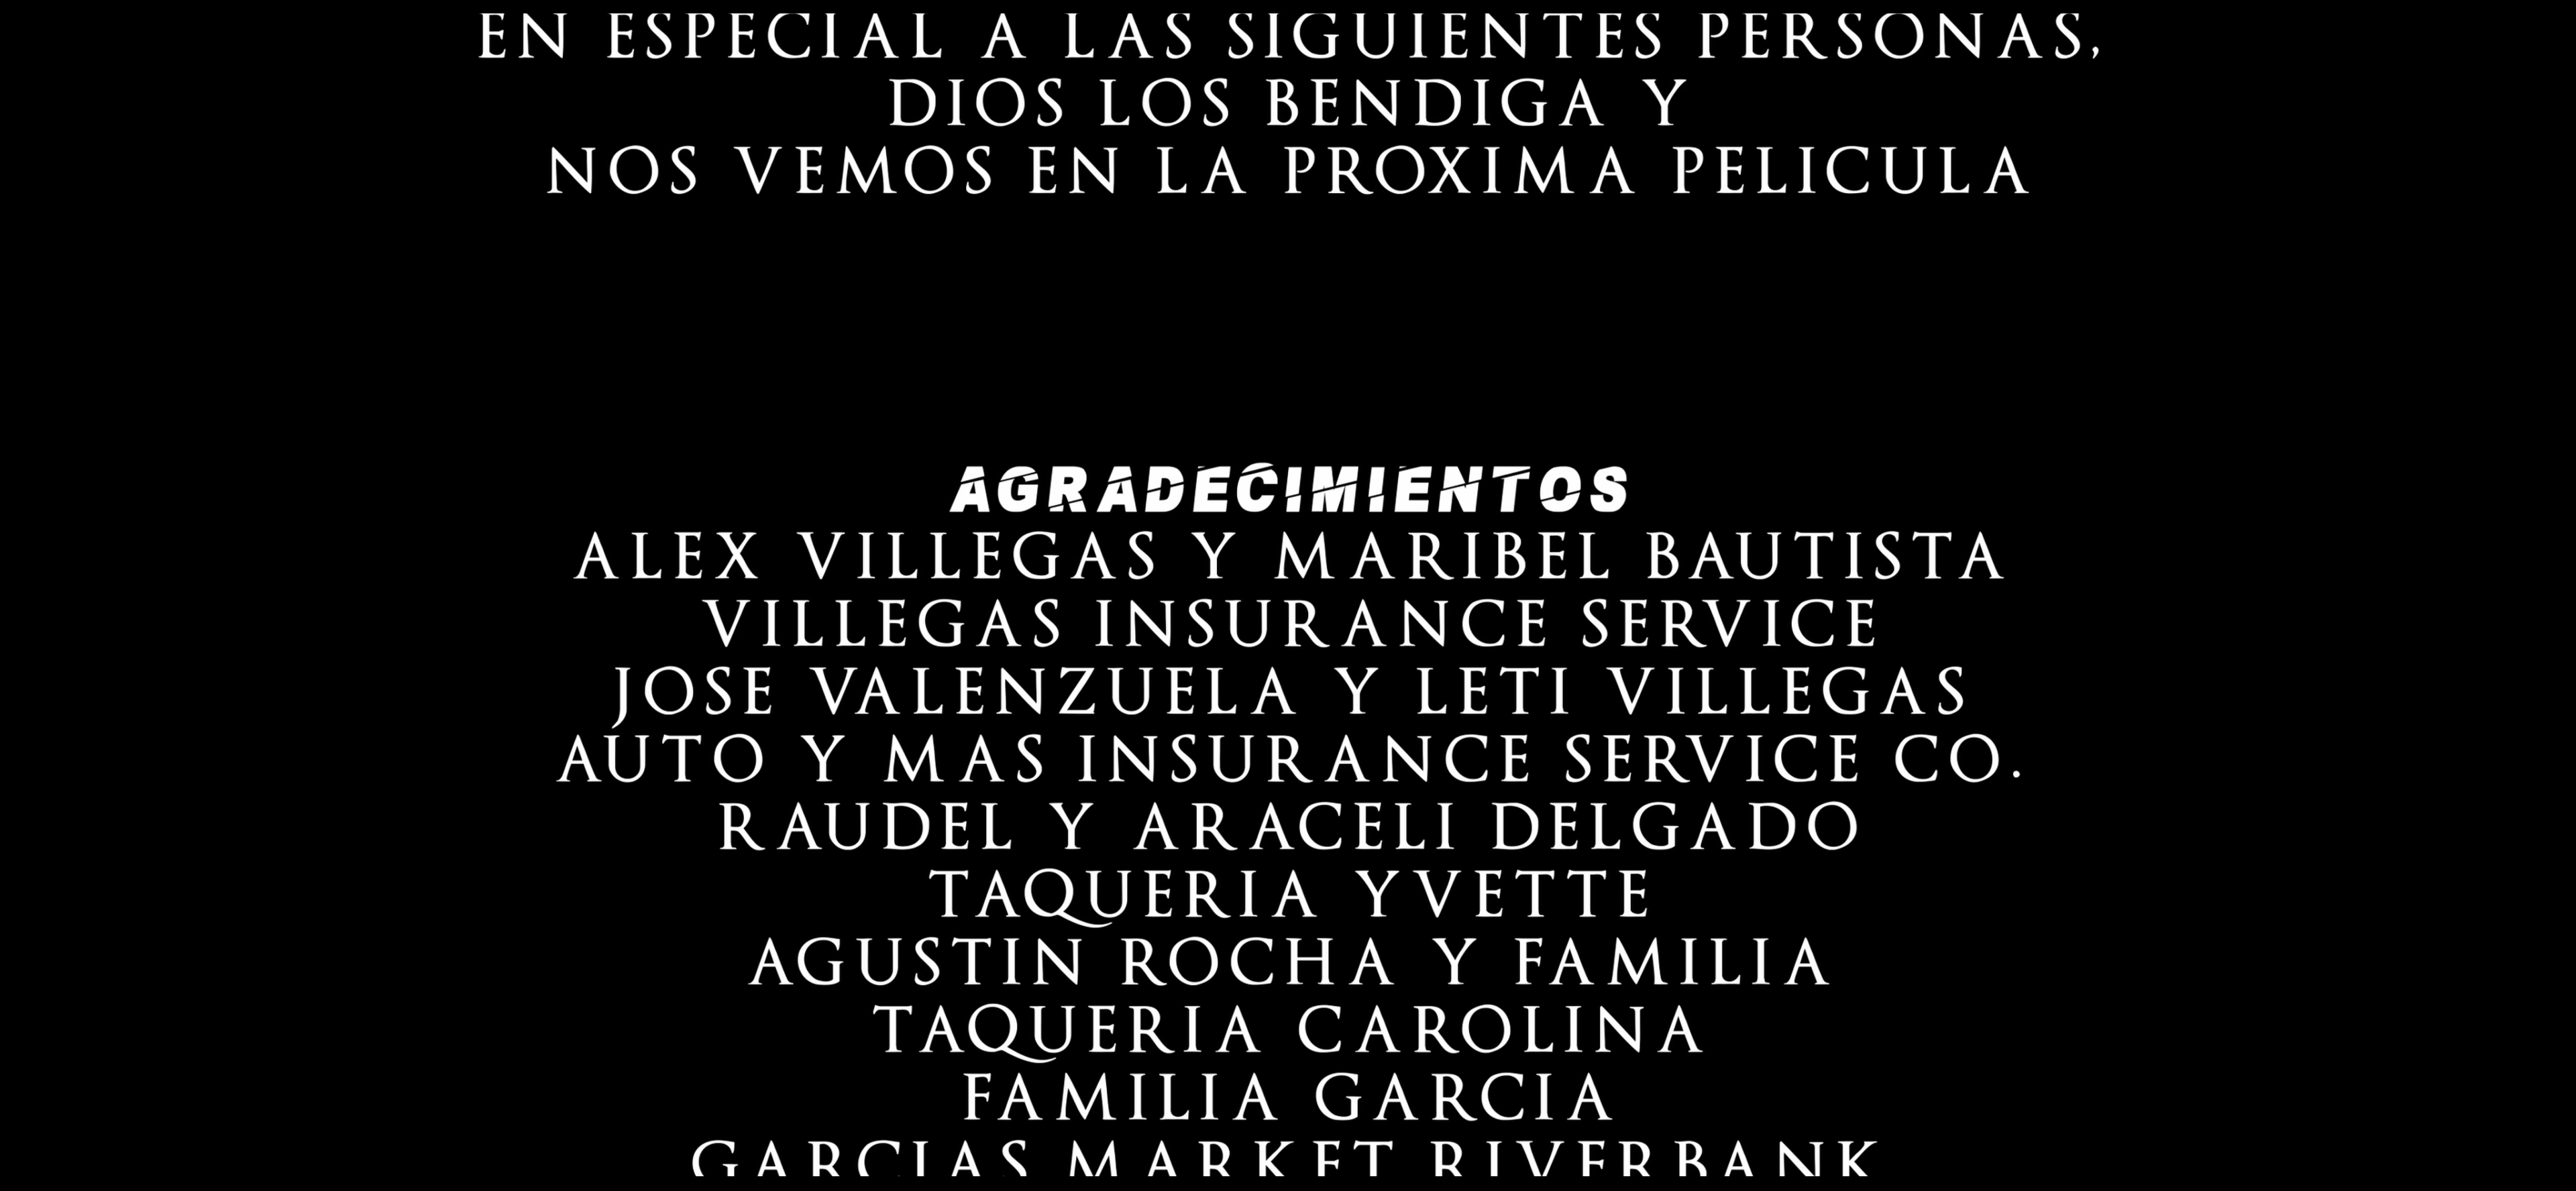 EN ESPECIAL A LAS SIGUIENTES PERSONAS,
DIOS LOS BENDIGA Y
NOS VEMOS EN LA PROXIMA PELICULA
AGRADECIMIENTOS
ALEX VILLEGAS Y MARIBEL BAUTISTA
VILLEGAS INSURANCE SERVICE
JOSE VALENZUELA Y LETI VILLEGAS
AUTO Y MAS INSURANCE SERVICE CO.
RAUDEL Y ARACELI DELGADO
TAQUERIA YVETTE
AGUSTIN ROCHA Y FAMILIA
TAQUERIA CAROLINA
FAMILIA GARCIA
GARCIAS MARKET RIVERBANK